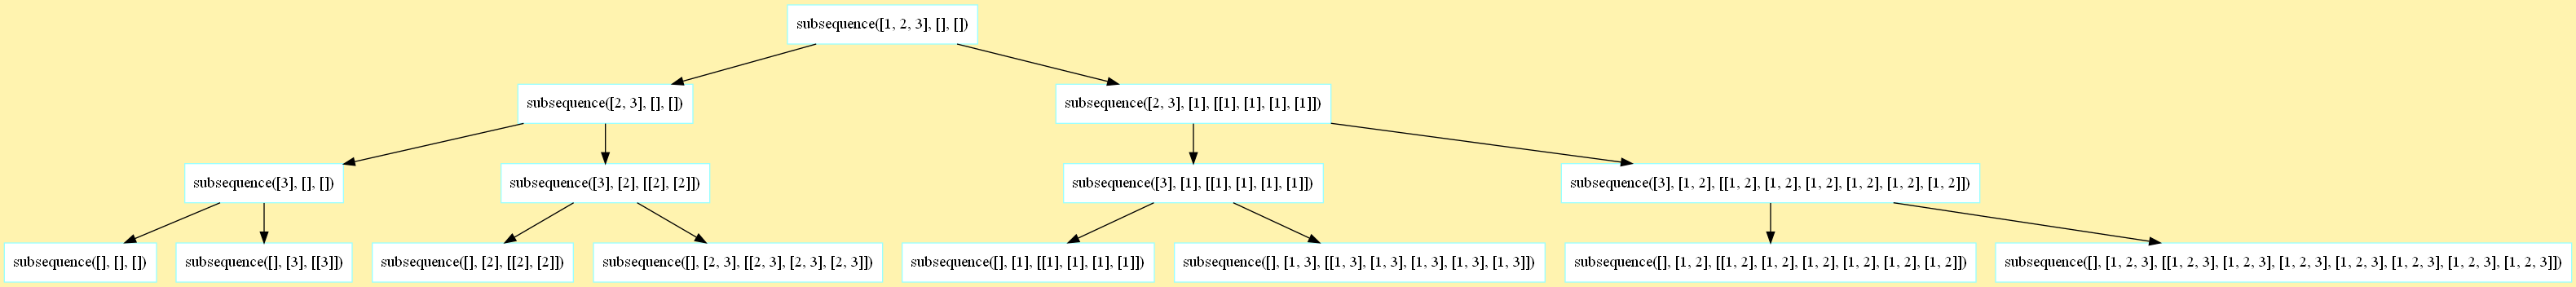 subsequence([1, 2, 3], [], [])
subsequence([2, 3], [], [])
subsequence([2, 3], [1], [[1], [1], [1], [1]])
subsequence([3], [], [])
subsequence([3], [2], [[2], [2]])
subsequence([3], [1], [[1], [1], [1], [1]])
subsequence([3], [1, 2], [[1, 2], [1, 2], [1, 2], [1, 2], [1, 2], [1, 2]])
subsequence([], [], [])
subsequence([], [3], [[3]])
subsequence([], [2], [[2], [2]])
subsequence([], [2, 3], [[2, 3], [2, 3], [2, 3]])
subsequence([], [1], [[1], [1], [1], [1]])
subsequence([], [1, 3], [[1, 3], [1, 3], [1, 3], [1, 3], [1, 3]])
subsequence([], [1, 2], [[1, 2], [1, 2], [1, 2], [1, 2], [1, 2], [1, 2]])
subsequence([], [1, 2, 3], [[1, 2, 3], [1, 2, 3], [1, 2, 3], [1, 2, 3], [1, 2, 3], [1, 2, 3], [1, 2, 3]])